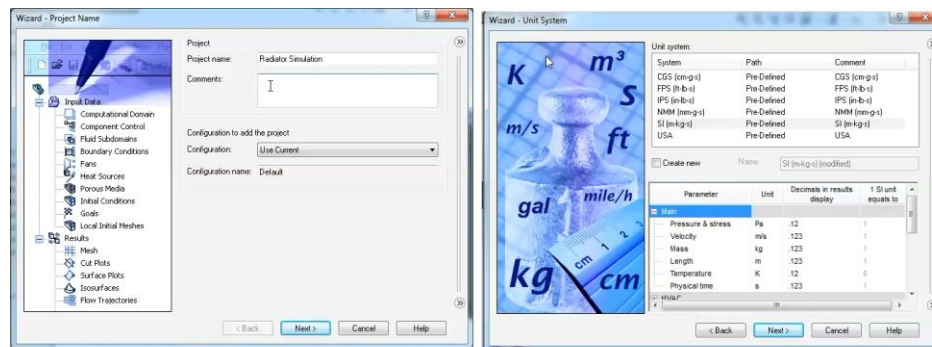 Wizard - Project Name
Input Data
Computational Domain
Component Control
Fluid Subdomains
Boundary Conditions
Fans
Heat Sources
Porous Media
Initial Conditions
Goals
Local Initial Meshes
Results
Mesh
Cut Plots
Surface Plots
Isosurfaces
Flow Trajectories
Project
Project name: Radiator Simulation
Comments:
Configuration to add the project
Configuration: Use Current
Configuration name: Default
< Back Next > Cancel Help
Wizard - Unit System
K m³
S
m/s ft
gal mile/h
cm 1 2
kg cm
Unit system:
System Path Comment
CGS (cm-g-s) Pre-Defined CGS (cm-g-s)
FPS (ft-lb-s) Pre-Defined FPS (ft-lb-s)
IPS (in-lb-s) Pre-Defined IPS (in-lb-s)
NMM (mm-g-s) Pre-Defined NMM (mm-g-s)
SI (m-kg-s) Pre-Defined SI (m-kg-s)
USA Pre-Defined USA
Create new Name: SI (m-kg-s) (modified)
Parameter Unit Decimals in results display 1 SI unit equals to
Main
Pressure & stress Pa .12 1
Velocity m/s .123 1
Mass kg .123 1
Length m .123 1
Temperature K .12 0
Physical time s .123 1
HVAC
< Back Next > Cancel Help